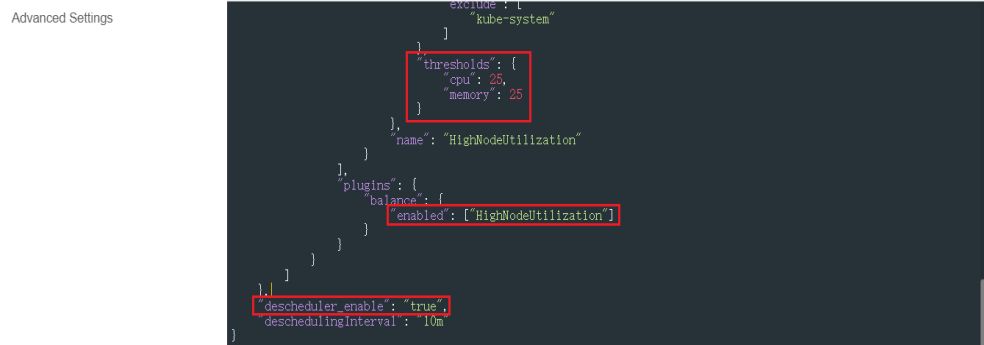 Advanced Settings
"exclude": [
"kube-system"
]
},
"thresholds": {
"cpu": 25,
"memory": 25
}
},
"name": "HighNodeUtilization"
}
],
"plugins": {
"balance": {
"enabled": ["HighNodeUtilization"]
}
}
}
]
},
"descheduler_enable": "true",
"deschedulingInterval": "10m"
}